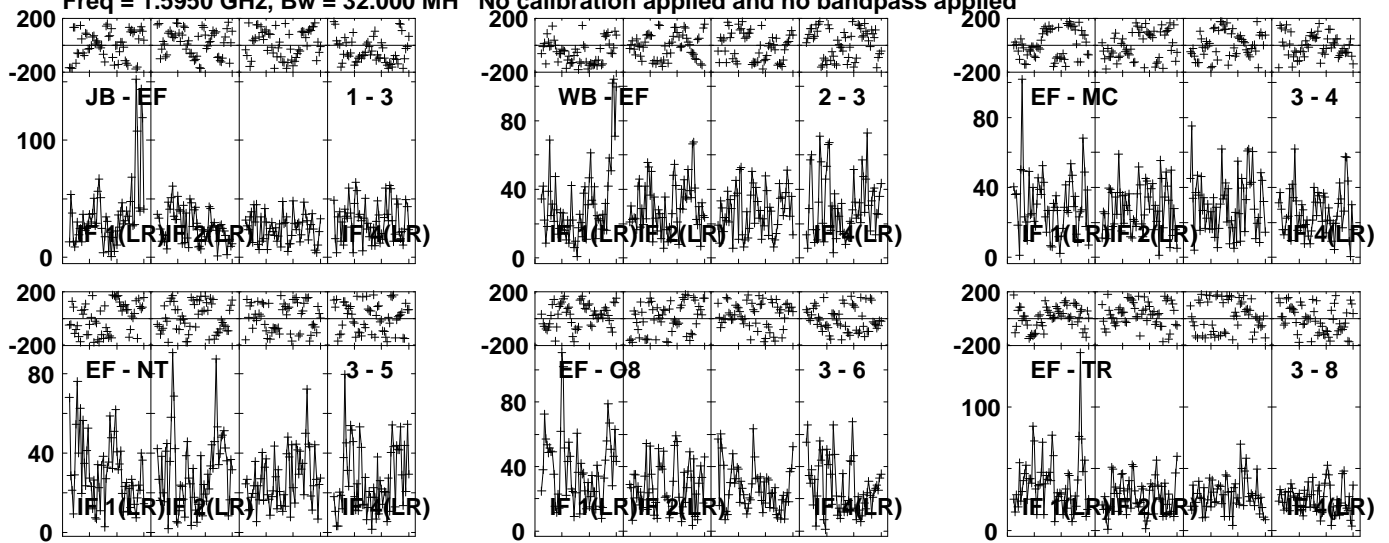 Freq = 1.5950 GHz, Bw = 32.000 MH No calibration applied and no bandpass applied
200 200 200
-200 -200 -200
JB - EF 1 - 3 WB - EF 2 - 3 EF - MC 3 - 4
100 80 80
40 40
IF 1(LR) IF 2(LR) IF 4(LR) IF 1(LR) IF 2(LR) IF 4(LR) IF 1(LR) IF 2(LR) IF 4(LR)
0 0 0
200 200 200
-200 -200 -200
EF - NT 3 - 5 EF - O8 3 - 6 EF - TR 3 - 8
80 80 100
40 40
IF 1(LR) IF 2(LR) IF 4(LR) IF 1(LR) IF 2(LR) IF 4(LR) IF 1(LR) IF 2(LR) IF 4(LR)
0 0 0